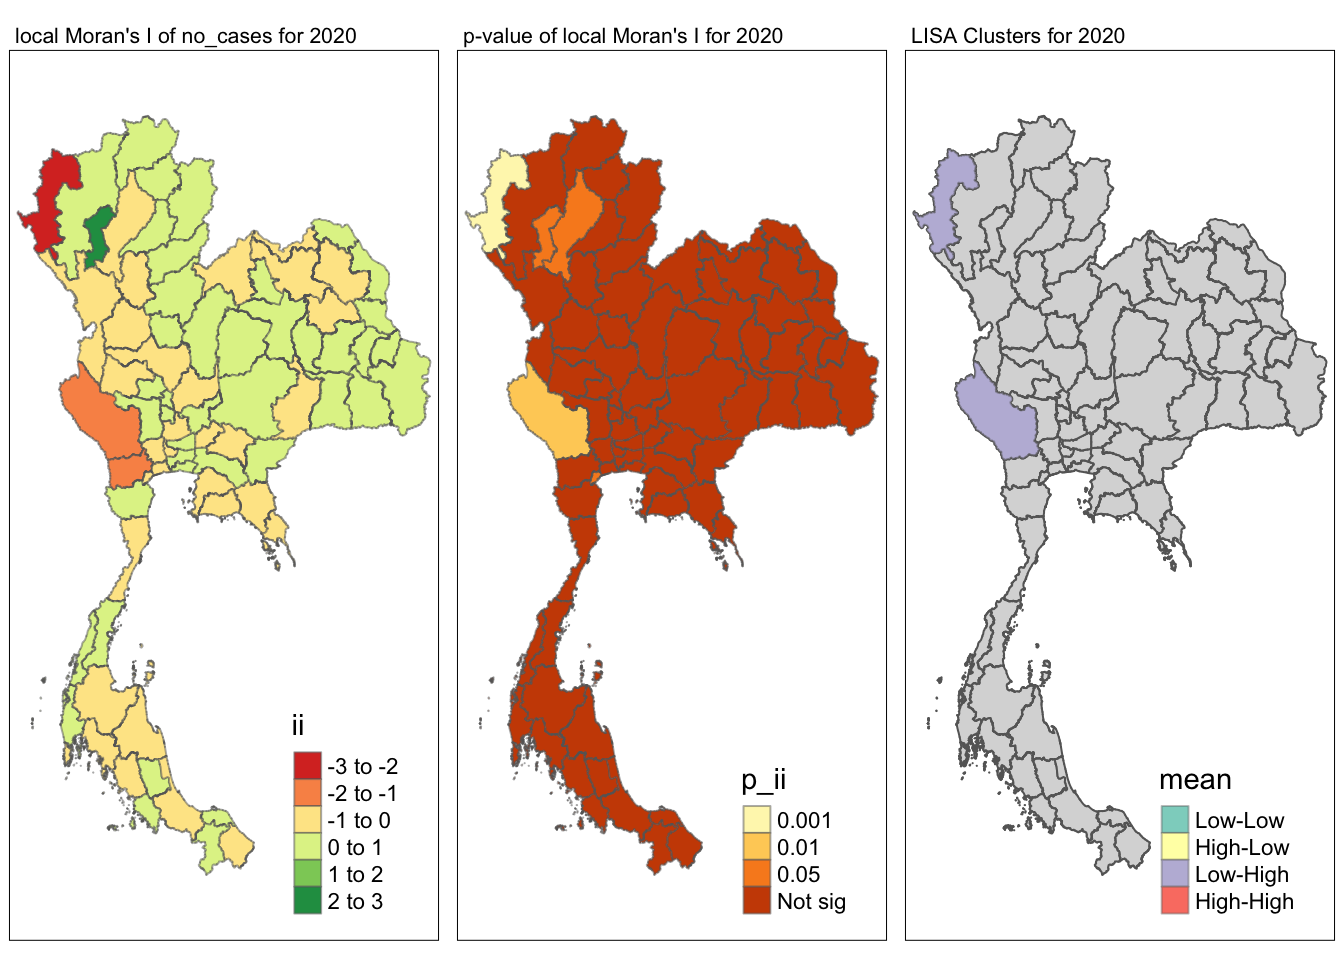 local Moran's I of no_cases for 2020
p-value of local Moran's I for 2020
LISA Clusters for 2020
ii
-3 to -2
-2 to -1
-1 to 0
0 to 1
1 to 2
2 to 3
p_ii
0.001
0.01
0.05
Not sig
mean
Low-Low
High-Low
Low-High
High-High